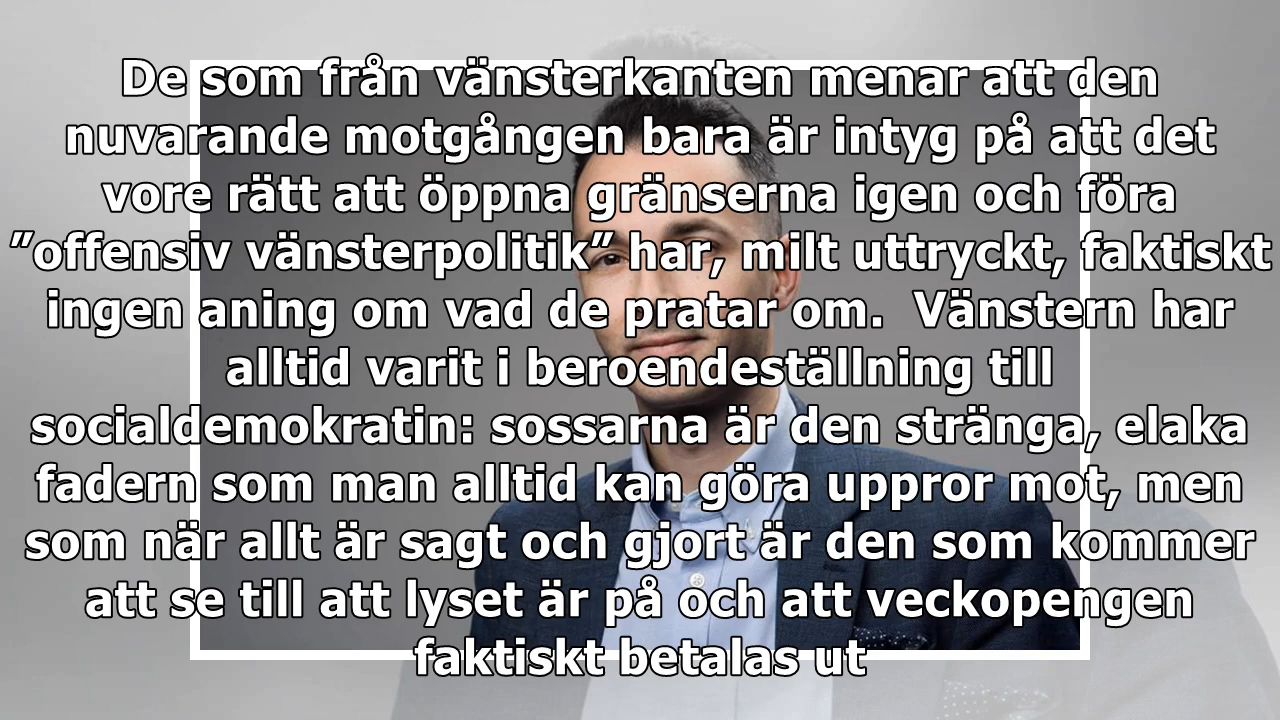 De som från vänsterkanten menar att den
nuvarande motgången bara är intyg på att det
vore rätt att öppna gränserna igen och föra
”offensiv vänsterpolitik” har, milt uttryckt, faktiskt
ingen aning om vad de pratar om.  Vänstern har
alltid varit i beroendeställning till
socialdemokratin: sossarna är den stränga, elaka
fadern som man alltid kan göra uppror mot, men
som när allt är sagt och gjort är den som kommer
att se till att lyset är på och att veckopengen
faktiskt betalas ut